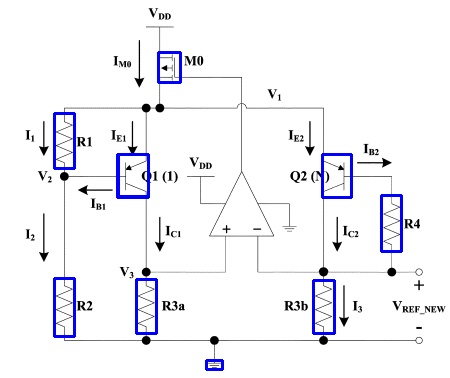 VDD
IM0
M0
V1
I1
R1
IE1
IE2
IB2
V2
Q1 (1)
VDD
Q2 (N)
IB1
R4
I2
IC1
+
−
IC2
V3
+
R2
R3a
R3b
I3
VREF_NEW
-